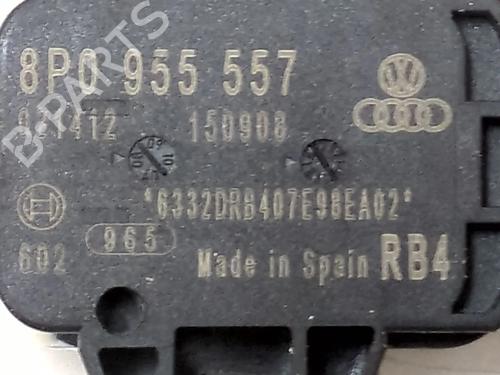 8P0 955 557
150908
*6332DRB407E98EA02*
965
602
Made in Spain RB4
B-PARTS